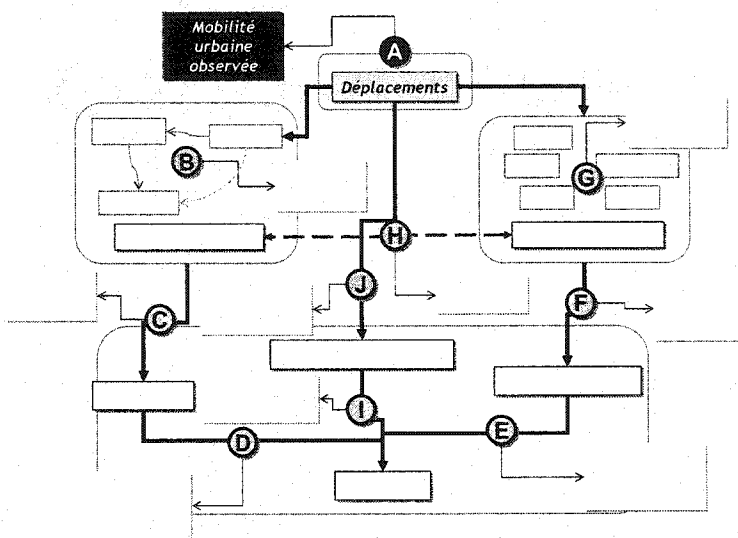 Mobilité
urbaine
observée
A
Déplacements
B
G
H
J
C
F
I
D
E